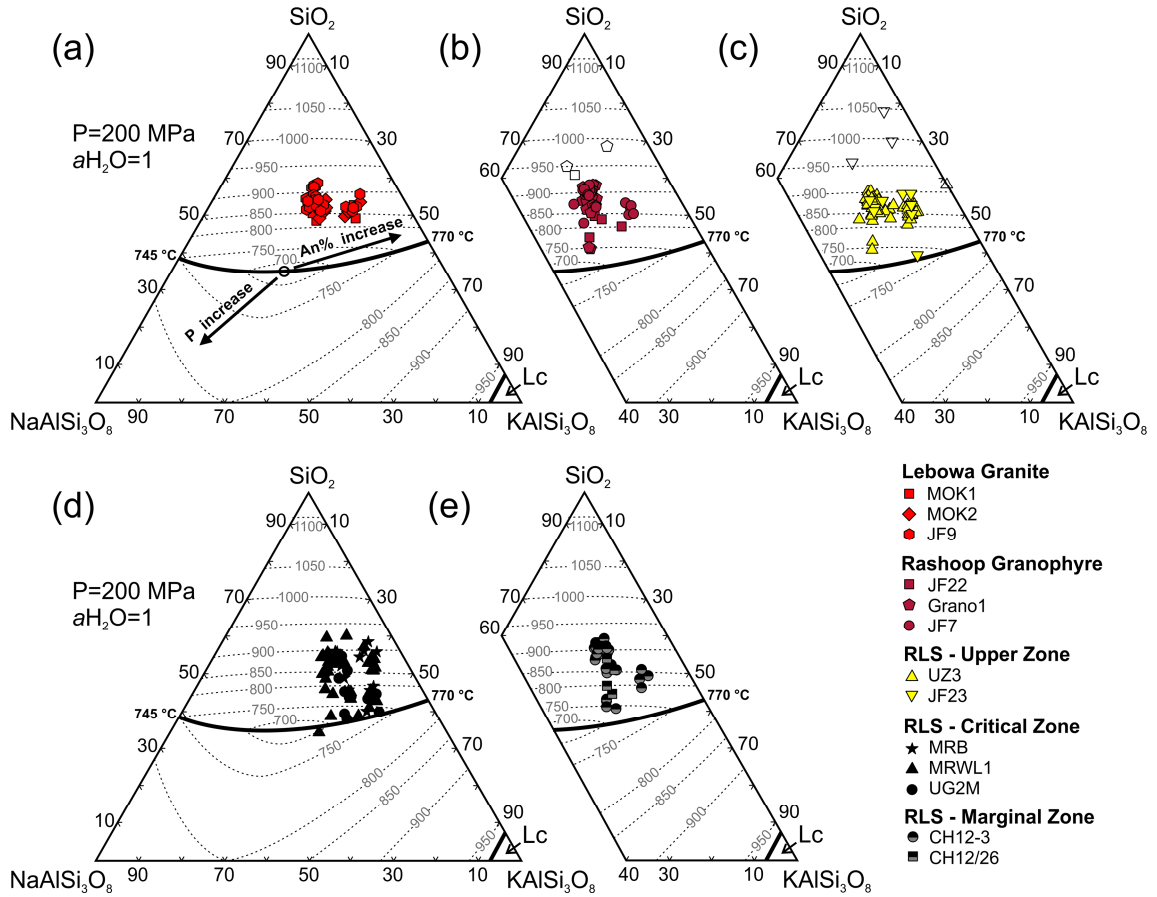 (a)
P=200 MPa
aH₂O=1
SiO₂
90
10
1100
1050
70
30
1000
950
900
50
850
50
800
An% increase
750
700
745 °C
770 °C
P increase
30
750
70
800
850
10
900
90
950
Lc
NaAlSi₃O₈
90
70
50
30
10
KAlSi₃O₈
(b)
SiO₂
90
10
1100
1050
70
30
1000
60
950
900
850
50
800
750
700
770 °C
750
70
800
850
900
90
950
Lc
40
30
10
KAlSi₃O₈
(c)
SiO₂
90
10
1100
1050
70
30
1000
60
950
900
850
50
800
750
700
770 °C
750
70
800
850
900
90
950
Lc
40
30
10
KAlSi₃O₈
(d)
P=200 MPa
aH₂O=1
SiO₂
90
10
1100
1050
70
30
1000
950
900
50
850
50
800
750
700
745 °C
770 °C
30
750
70
800
850
10
900
90
950
Lc
NaAlSi₃O₈
90
70
50
30
10
KAlSi₃O₈
(e)
SiO₂
90
10
1100
1050
70
30
1000
60
950
900
850
50
800
750
700
770 °C
750
70
800
850
900
90
950
Lc
40
30
10
KAlSi₃O₈
Lebowa Granite
MOK1
MOK2
JF9
Rashoop Granophyre
JF22
Grano1
JF7
RLS - Upper Zone
UZ3
JF23
RLS - Critical Zone
MRB
MRWL1
UG2M
RLS - Marginal Zone
CH12-3
CH12/26